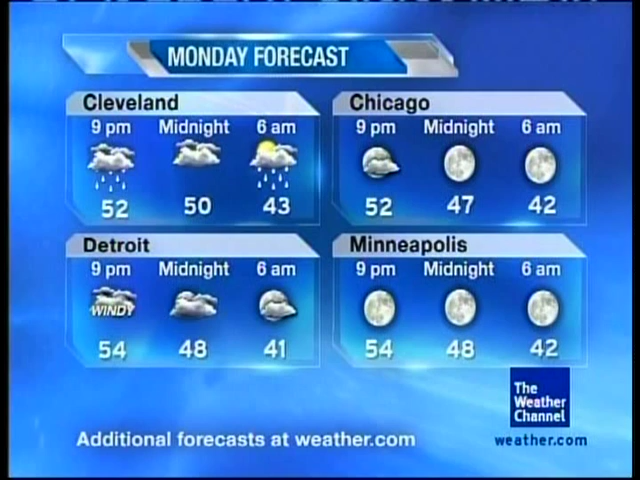 MONDAY FORECAST
Cleveland
9 pm Midnight 6 am
52 50 43
Chicago
9 pm Midnight 6 am
52 47 42
Detroit
9 pm Midnight 6 am
WINDY
54 48 41
Minneapolis
9 pm Midnight 6 am
54 48 42
The
Weather
Channel
Additional forecasts at weather.com
weather.com